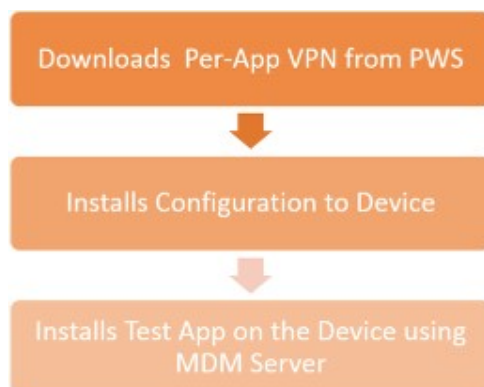 Downloads  Per-App VPN from PWS
Installs Configuration to Device
Installs Test App on the Device using
MDM Server